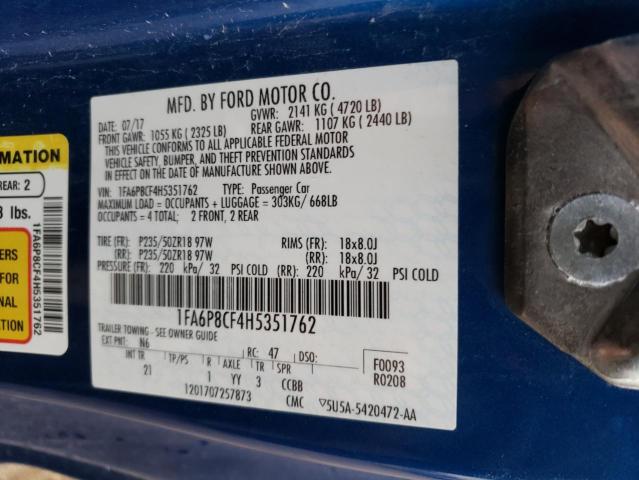 MFD. BY FORD MOTOR CO.
07/17 GVWR: 2141 KG ( 4720 LB)
FRONT GAWR: 1055 KG ( 2325 LB) REAR GAWR: 1107 KG ( 2440 LB)
THIS VEHICLE CONFORMS TO ALL APPLICABLE FEDERAL MOTOR
VEHICLE SAFETY, BUMPER, AND THEFT PREVENTION STANDARDS
IN EFFECT ON THE DATE OF MANUFACTURE SHOWN ABOVE.
VIN: 1FA6P8CF4H5351762 TYPE: Passenger Car
MAXIMUM LOAD = OCCUPANTS + LUGGAGE = 303KG/ 668LB
OCCUPANTS = 4 TOTAL; 2 FRONT, 2 REAR
TIRE (FR): P235/50ZR18 97W RIMS (FR): 18x8.0J
(RR): P235/50ZR18 97W (RR): 18x8.0J
PRESSURE (FR): 220 kPa/ 32 PSI COLD (RR): 220 kPa/ 32 PSI COLD
1FA6P8CF4H5351762
TRAILER TOWING - SEE OWNER GUIDE
EXT PNT: N6 RC: 47 DSO: F0093
INT TR TP/PS R AXLE TR SPR R0208
21 1 YY 3 CCBB
1201707257873 CMC ▽5U5A-5420472-AA
RMATION
REAR: 2
8 lbs.
FOR
ONAL
1FA6P8CF4H5351762